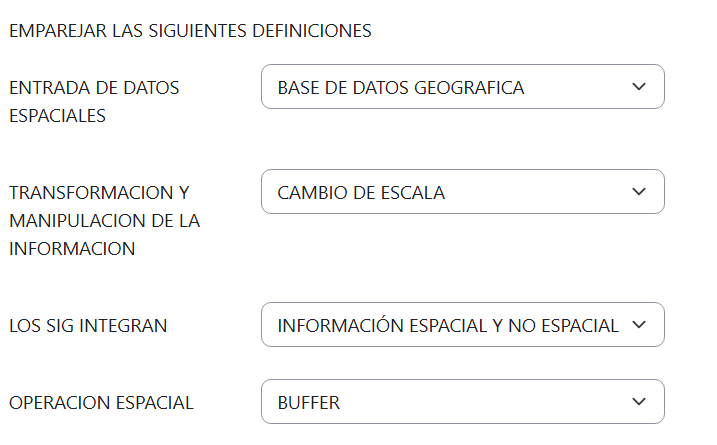 EMPAREJAR LAS SIGUIENTES DEFINICIONES
ENTRADA DE DATOS
ESPACIALES
BASE DE DATOS GEOGRAFICA
TRANSFORMACION Y
MANIPULACION DE LA
INFORMACION
CAMBIO DE ESCALA
LOS SIG INTEGRAN
INFORMACIÓN ESPACIAL Y NO ESPACIAL
OPERACION ESPACIAL
BUFFER